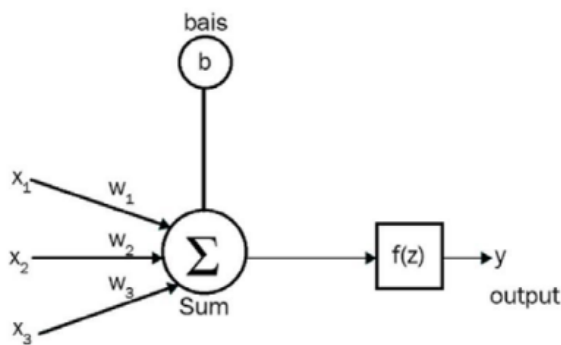 bais
b
x₁
w₁
x₂
w₂
Σ
f(z)
y
w₃
Sum
output
x₃